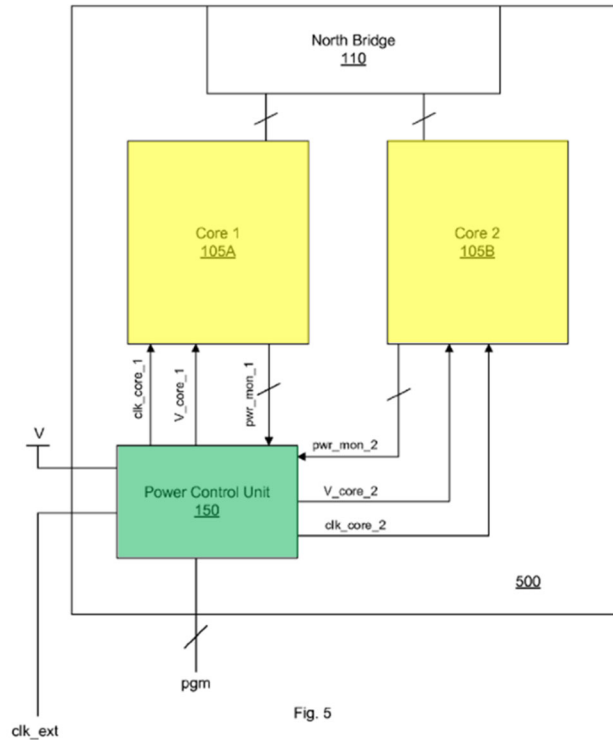 North Bridge
110
Core 1
105A
Core 2
105B
clk_core_1
V_core_1
pwr_mon_1
pwr_mon_2
V
Power Control Unit
150
V_core_2
clk_core_2
500
pgm
Fig. 5
clk_ext